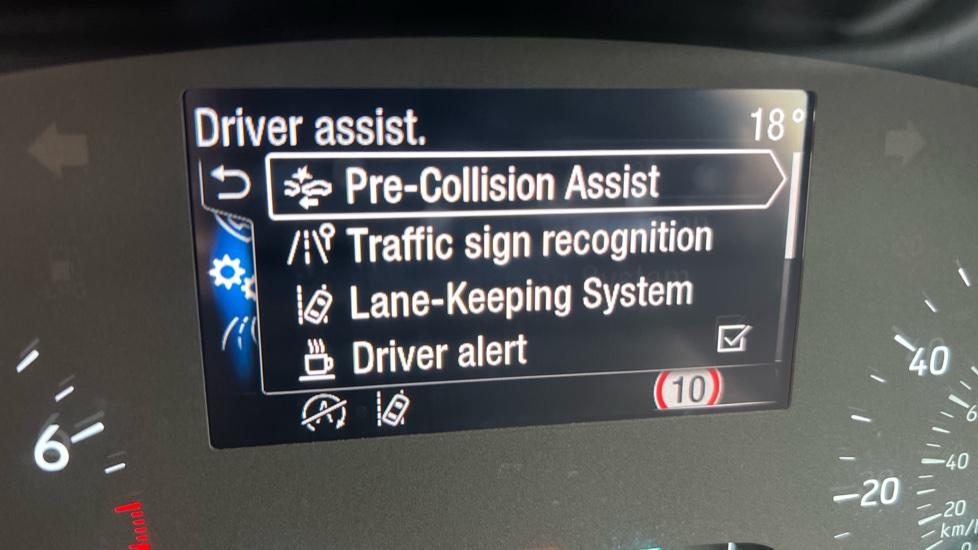 Driver assist. 18°
Pre-Collision Assist
Traffic sign recognition
Lane-Keeping System
Driver alert
10
6
40
20
40
20
km/